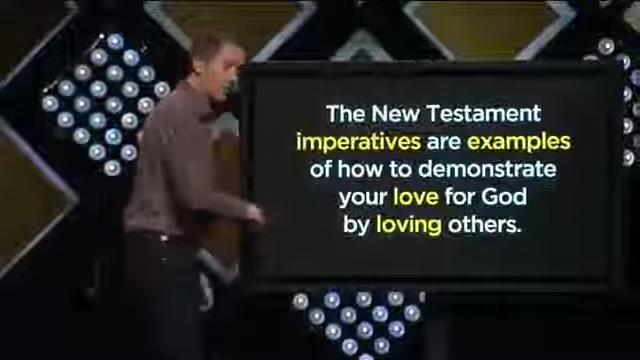 The New Testament
imperatives are examples
of how to demonstrate
your love for God
by loving others.